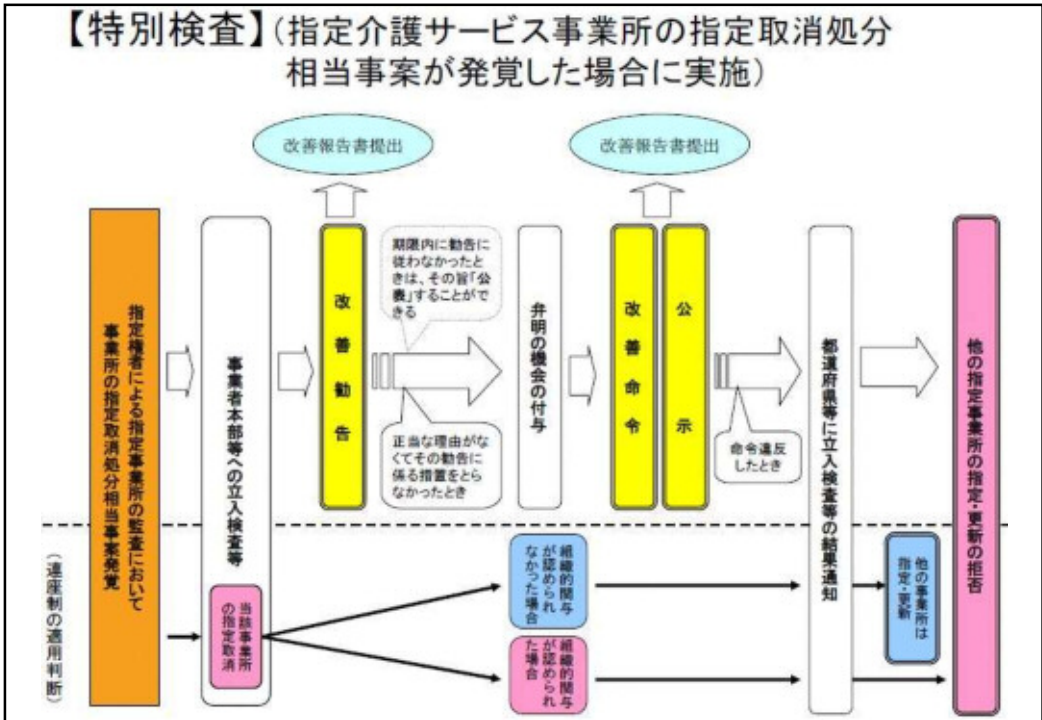 【特別検査】(指定介護サービス事業所の指定取消処分
相当事案が発覚した場合に実施)
改善報告書提出
改善報告書提出
指定権者による指定事業所の監査において
事業所の指定取消処分相当事案発覚
事業者本部等への立入検査等
改善勧告
期限内に勧告に
従わなかったと
きは、その旨「公
表」することがで
きる
正当な理由がな
くてその勧告に
係る措置をとら
なかったとき
弁明の機会の付与
改善命令
公示
命令違反
したとき
都道府県等に立入検査等の結果通知
他の指定事業所の指定・更新の拒否
(連座制の適用判断)
当該事業所
の指定取消
組織的関与
が認められ
なかった場合
組織的関与
が認められ
た場合
他の事業所は
指定・更新